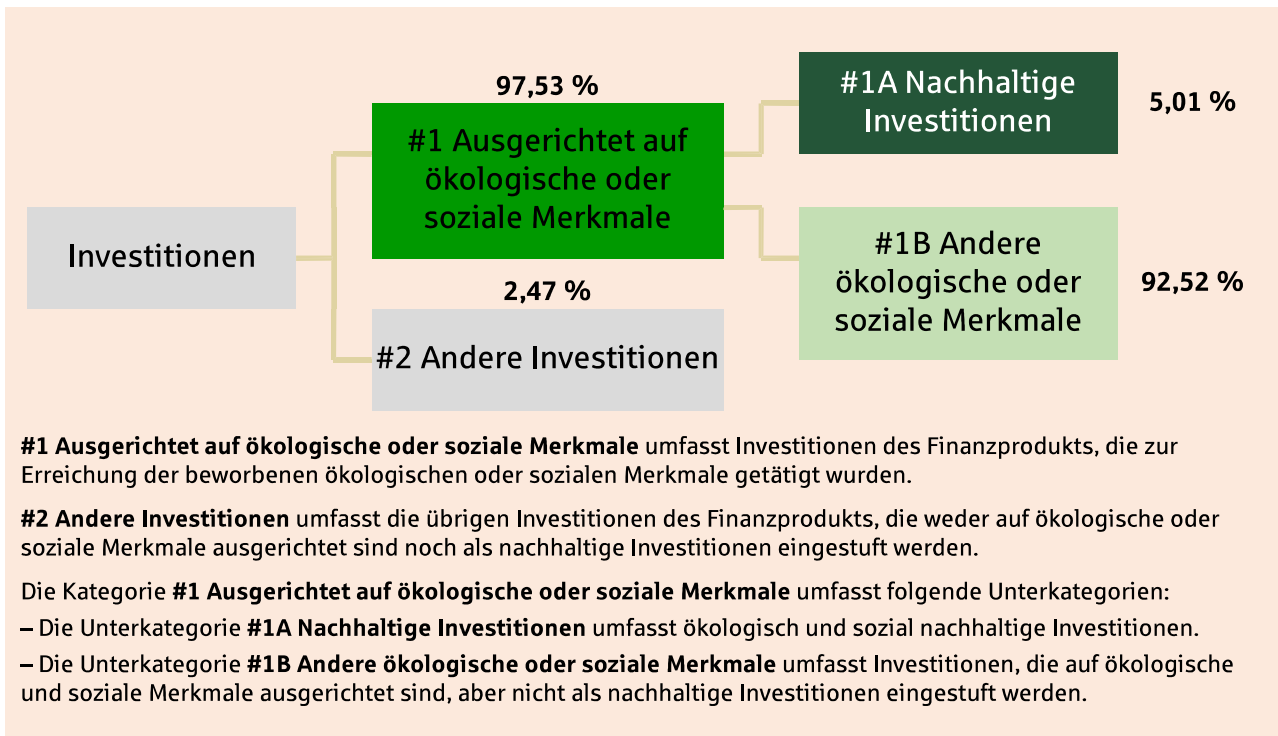 97,53 %
#1 Ausgerichtet auf
ökologische oder
soziale Merkmale
#1A Nachhaltige
Investitionen
5,01 %
Investitionen
#1B Andere
ökologische oder
soziale Merkmale
92,52 %
2,47 %
#2 Andere Investitionen
#1 Ausgerichtet auf ökologische oder soziale Merkmale umfasst Investitionen des Finanzprodukts, die zur
Erreichung der beworbenen ökologischen oder sozialen Merkmale getätigt wurden.
#2 Andere Investitionen umfasst die übrigen Investitionen des Finanzprodukts, die weder auf ökologische oder
soziale Merkmale ausgerichtet sind noch als nachhaltige Investitionen eingestuft werden.
Die Kategorie #1 Ausgerichtet auf ökologische oder soziale Merkmale umfasst folgende Unterkategorien:
– Die Unterkategorie #1A Nachhaltige Investitionen umfasst ökologisch und sozial nachhaltige Investitionen.
– Die Unterkategorie #1B Andere ökologische oder soziale Merkmale umfasst Investitionen, die auf ökologische
und soziale Merkmale ausgerichtet sind, aber nicht als nachhaltige Investitionen eingestuft werden.